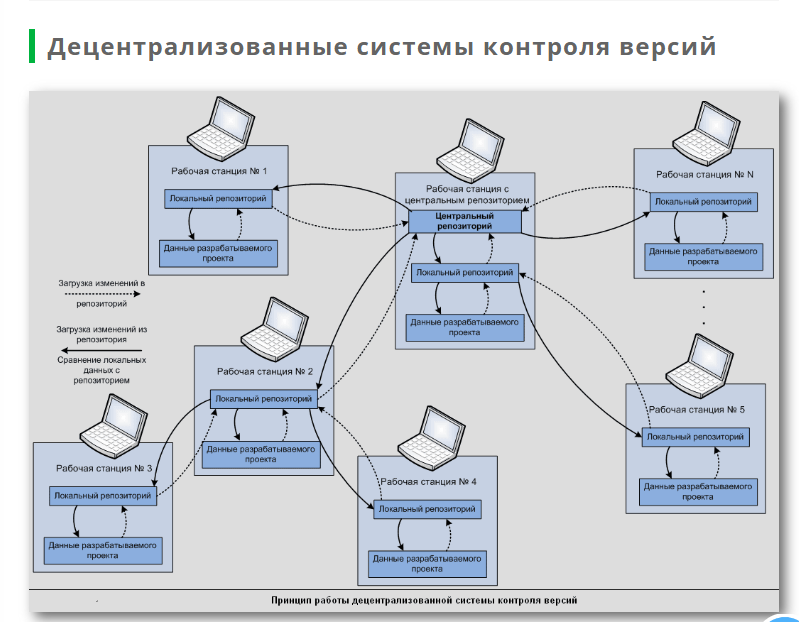 Децентрализованные системы контроля версий
Рабочая станция № 1
Локальный репозиторий
Данные разрабатываемого
проекта
Рабочая станция с
центральным репозиторием
Центральный
репозиторий
Локальный репозиторий
Данные разрабатываемого
проекта
Рабочая станция № N
Локальный репозиторий
Данные разрабатываемого
проекта
Загрузка изменений в
репозиторий
Загрузка изменений из
репозитория
Сравнение локальных
данных с
репозиторием
Рабочая станция № 2
Локальный репозиторий
Данные разрабатываемого
проекта
Рабочая станция № 5
Локальный репозиторий
Данные разрабатываемого
проекта
Рабочая станция № 3
Локальный репозиторий
Данные разрабатываемого
проекта
Рабочая станция № 4
Локальный репозиторий
Данные разрабатываемого
проекта
Принцип работы децентрализованной системы контроля версий